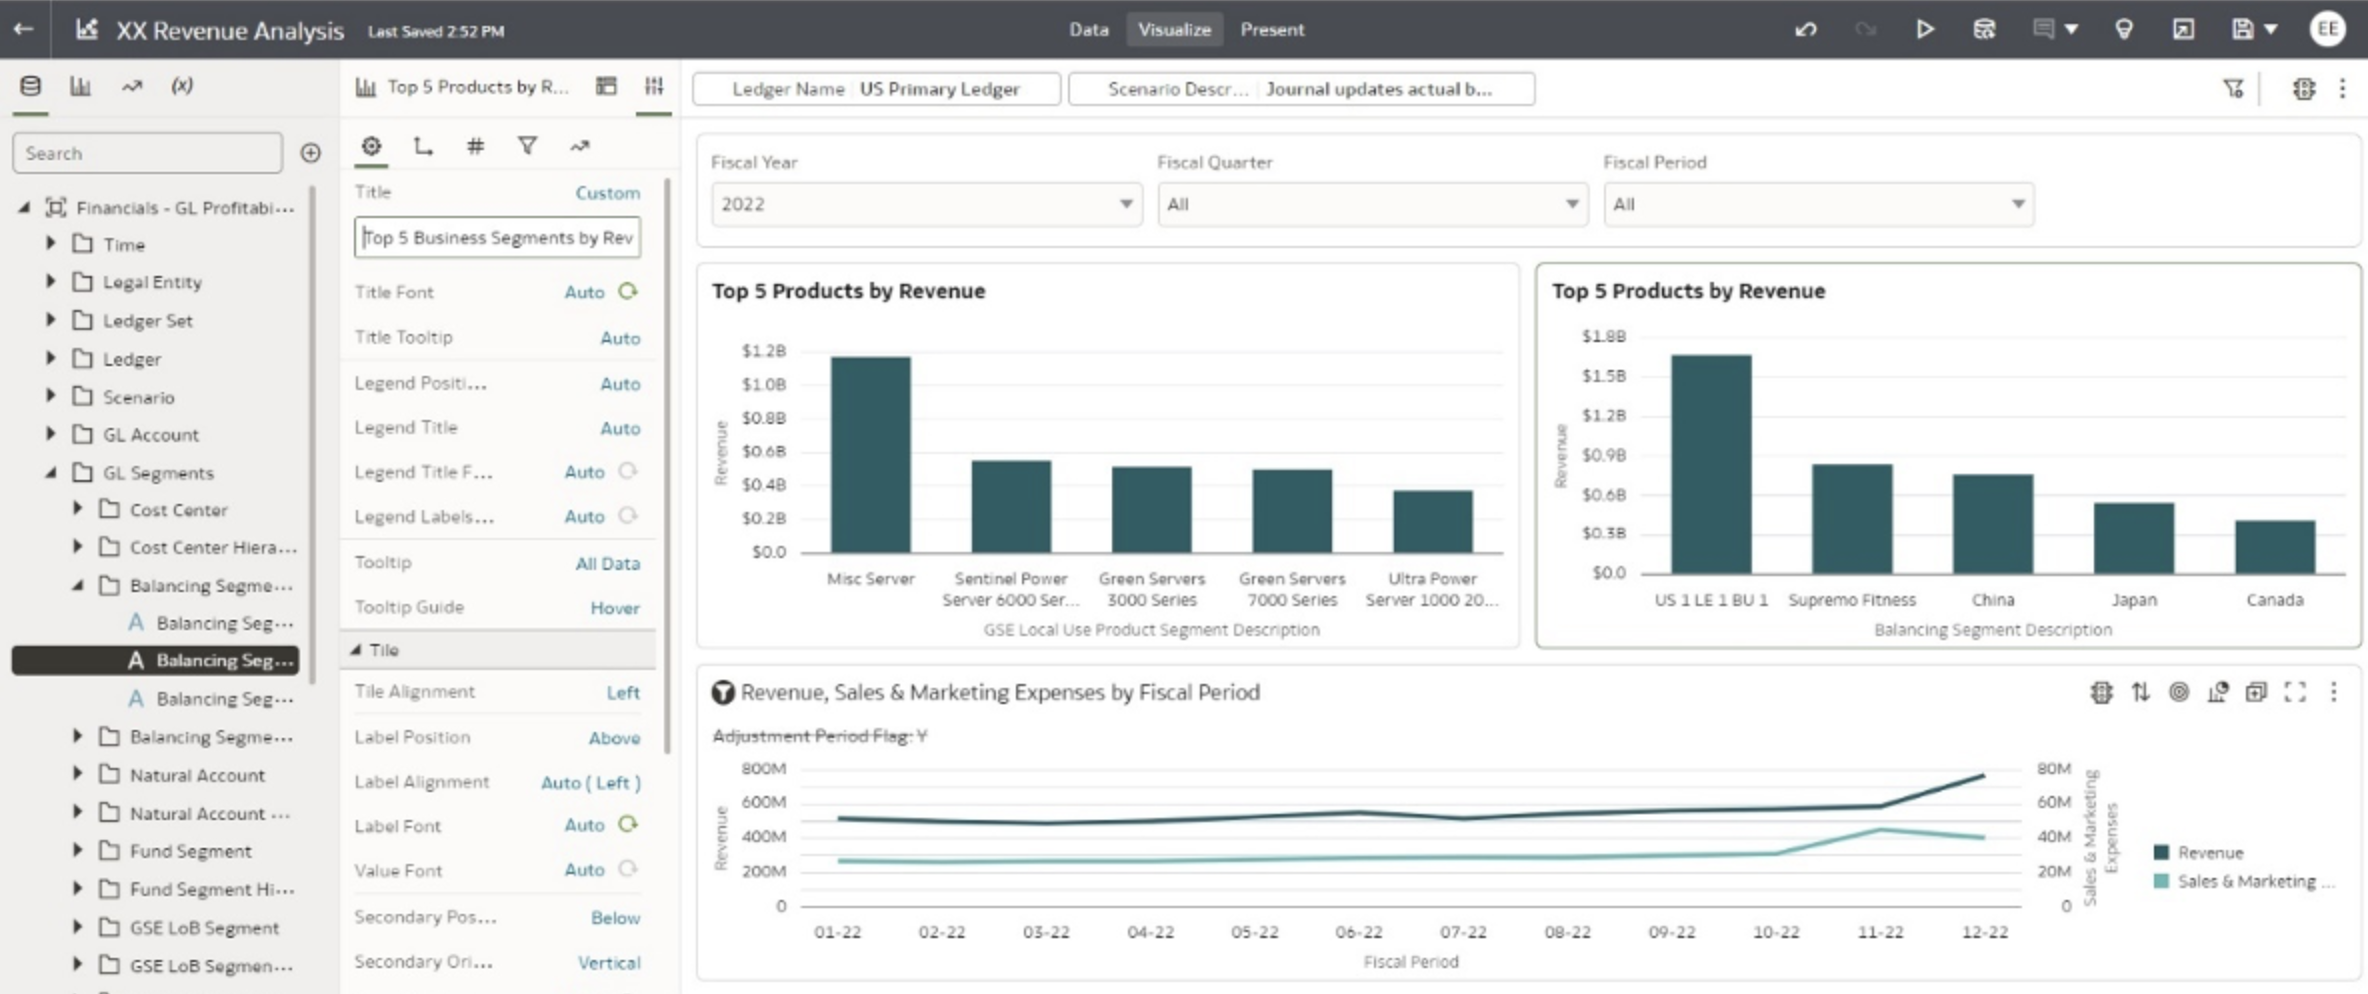 XX Revenue Analysis Last Saved 2:52 PM
Data Visualize Present
EE
(x)
Search
Financials - GL Profitabi...
Time
Legal Entity
Ledger Set
Ledger
Scenario
GL Account
GL Segments
Cost Center
Cost Center Hiera...
Balancing Segme...
A Balancing Seg...
A Balancing Seg...
A Balancing Seg...
Balancing Segme...
Natural Account
Natural Account ...
Fund Segment
Fund Segment Hi...
GSE LoB Segment
GSE LoB Segmen...
Top 5 Products by R...
#
Title Custom
Top 5 Business Segments by Rev
Title Font Auto
Title Tooltip Auto
Legend Positi... Auto
Legend Title Auto
Legend Title F... Auto
Legend Labels... Auto
Tooltip All Data
Tooltip Guide Hover
Tile
Tile Alignment Left
Label Position Above
Label Alignment Auto ( Left )
Label Font Auto
Value Font Auto
Secondary Pos... Below
Secondary Ori... Vertical
Ledger Name US Primary Ledger
Scenario Descr... Journal updates actual b...
Fiscal Year
2022
Fiscal Quarter
All
Fiscal Period
All
Top 5 Products by Revenue
Revenue
$1.2B
$1.0B
$0.8B
$0.6B
$0.4B
$0.2B
$0.0
Misc Server
Sentinel Power
Server 6000 Ser...
Green Servers
3000 Series
Green Servers
7000 Series
Ultra Power
Server 1000 20...
GSE Local Use Product Segment Description
Top 5 Products by Revenue
Revenue
$1.8B
$1.5B
$1.2B
$0.9B
$0.6B
$0.3B
$0.0
US 1 LE 1 BU 1
Supremo Fitness
China
Japan
Canada
Balancing Segment Description
Revenue, Sales & Marketing Expenses by Fiscal Period
Adjustment Period Flag: Y
Revenue
800M
600M
400M
200M
0
80M
60M
40M
20M
0
Sales & Marketing
Expenses
01-22 02-22 03-22 04-22 05-22 06-22 07-22 08-22 09-22 10-22 11-22 12-22
Fiscal Period
Revenue
Sales & Marketing ...